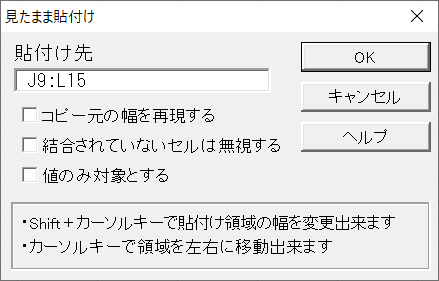 見たまま貼付け
貼付け先
J9:L15
コピー元の幅を再現する
結合されていないセルは無視する
値のみ対象とする
OK
キャンセル
ヘルプ
・Shift+カーソルキーで貼付け領域の幅を変更出来ます
・カーソルキーで領域を左右に移動出来ます